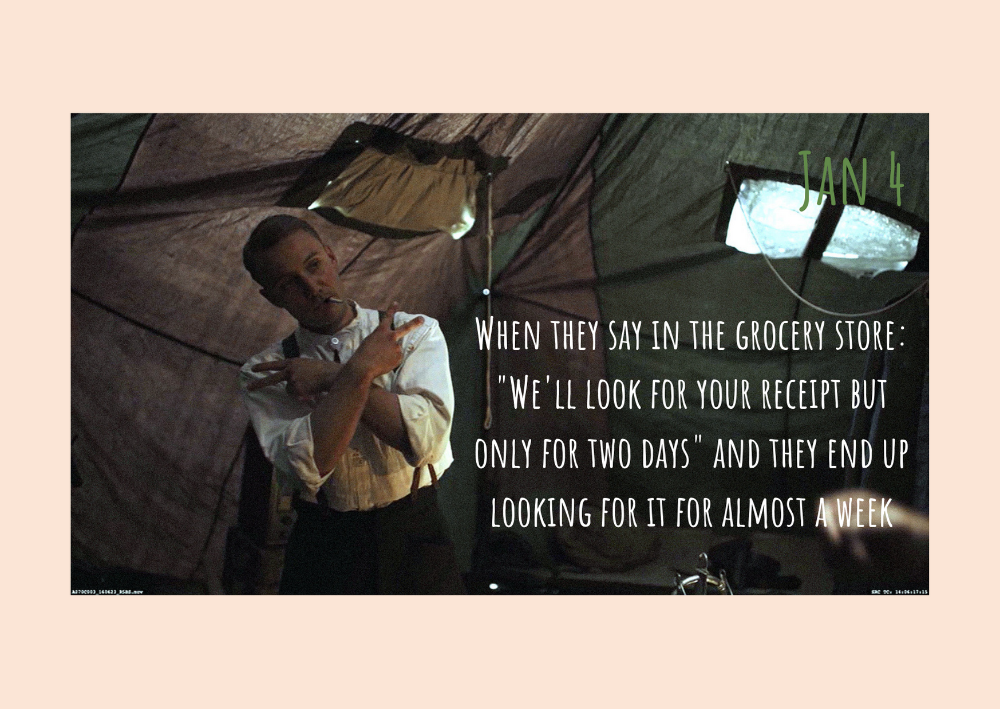 Jan 4
When they say in the grocery store:
"We'll look for your receipt but
only for two days" and they end up
looking for it for almost a week